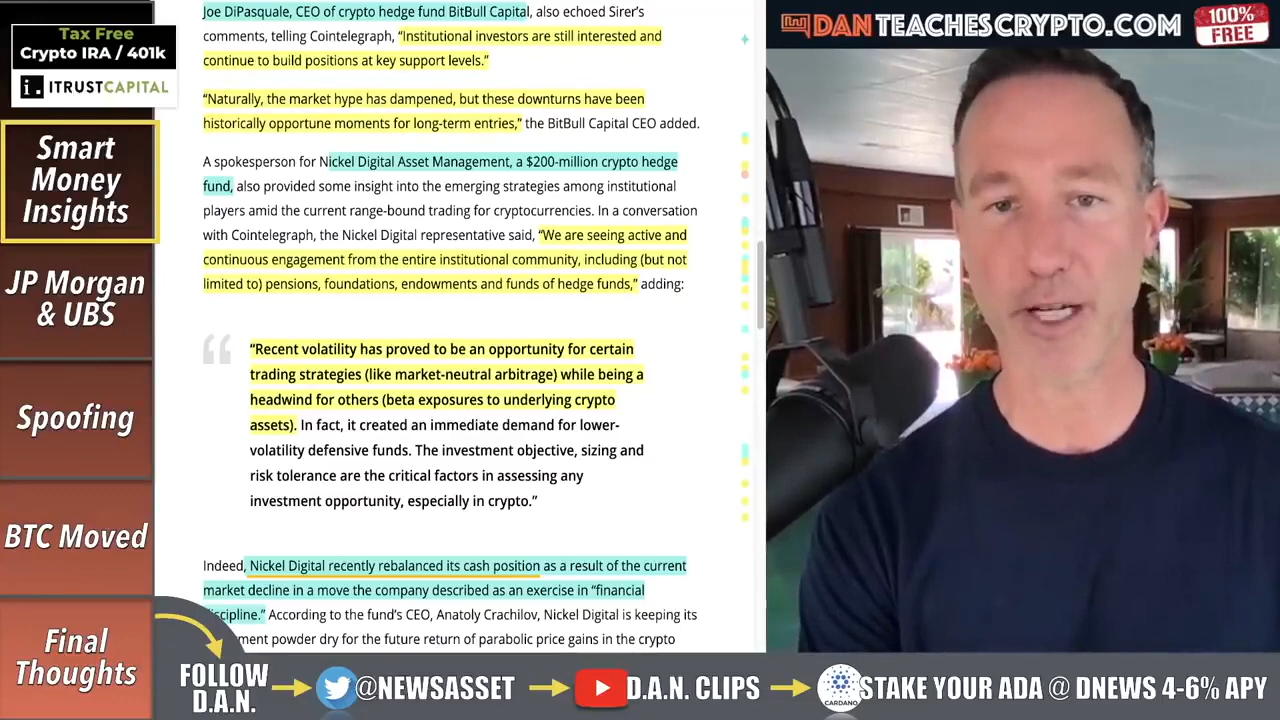 Tax Free
Crypto IRA / 401k
i. ITRUSTCAPITAL
Smart
Money
Insights
JP Morgan
& UBS
Spoofing
BTC Moved
Final
Thoughts
Joe DiPasquale, CEO of crypto hedge fund BitBull Capital, also echoed Sirer's
comments, telling Cointelegraph, “Institutional investors are still interested and
continue to build positions at key support levels.”
“Naturally, the market hype has dampened, but these downturns have been
historically opportune moments for long-term entries,” the BitBull Capital CEO added.
A spokesperson for Nickel Digital Asset Management, a $200-million crypto hedge
fund, also provided some insight into the emerging strategies among institutional
players amid the current range-bound trading for cryptocurrencies. In a conversation
with Cointelegraph, the Nickel Digital representative said, “We are seeing active and
continuous engagement from the entire institutional community, including (but not
limited to) pensions, foundations, endowments and funds of hedge funds,” adding:
“Recent volatility has proved to be an opportunity for certain
trading strategies (like market-neutral arbitrage) while being a
headwind for others (beta exposures to underlying crypto
assets). In fact, it created an immediate demand for lower-
volatility defensive funds. The investment objective, sizing and
risk tolerance are the critical factors in assessing any
investment opportunity, especially in crypto.”
Indeed, Nickel Digital recently rebalanced its cash position as a result of the current
market decline in a move the company described as an exercise in “financial
discipline.” According to the fund's CEO, Anatoly Crachilov, Nickel Digital is keeping its
powder dry for the future return of parabolic price gains in the crypto
DANTEACHESCRYPTO.COM
100%
FREE
FOLLOW
D.A.N.
@NEWSASSET
D.A.N. CLIPS
CARDANO
STAKE YOUR ADA @ DNEWS 4-6% APY